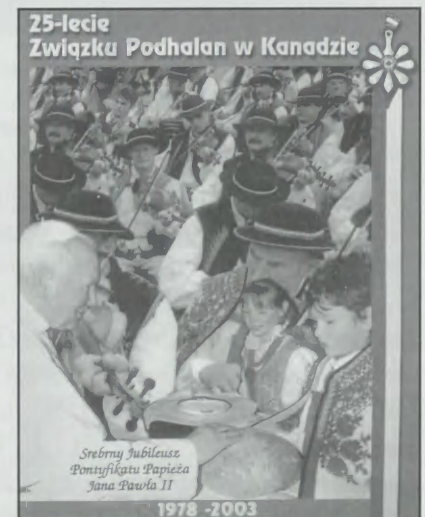 25-lecie
Związku Podhalan w Kanadzie
Srebrny Jubileusz
Pontyfikatu Papieża
Jana Pawła II
1978 -2003